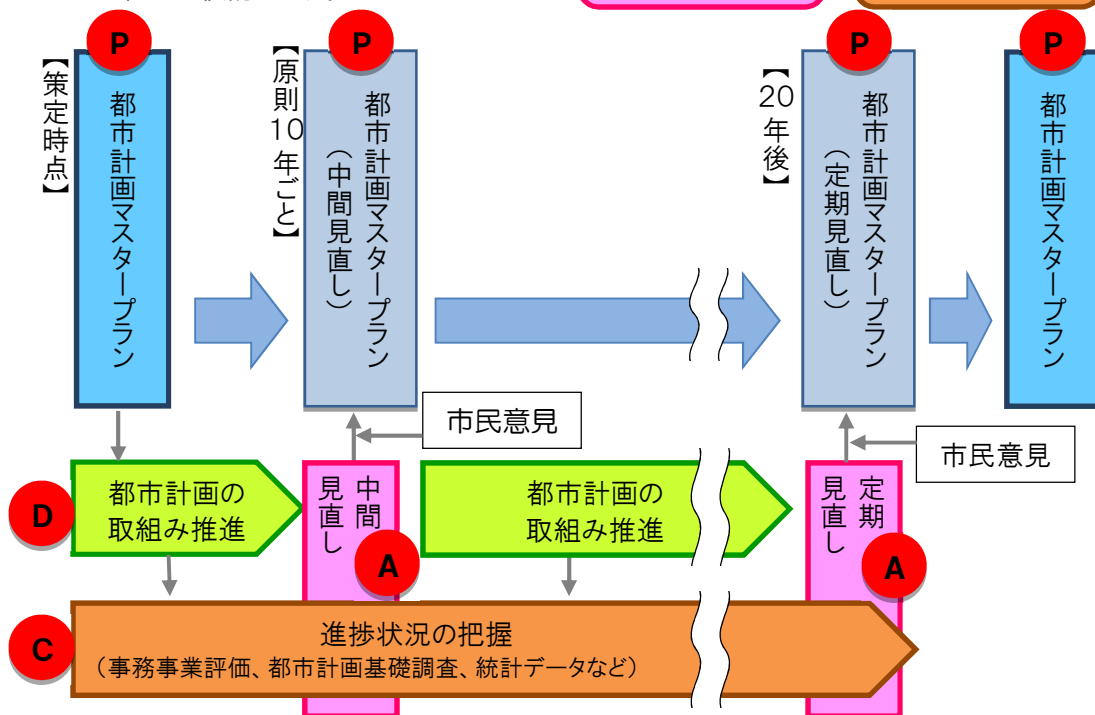 P
P
P
P
【策定時点】
都市計画マスタープラン
【原則10年ごと】
都市計画マスタープラン
（中間見直し）
【20年後】
都市計画マスタープラン
（定期見直し）
都市計画マスタープラン
市民意見
市民意見
D
都市計画の
取組み推進
中間
見直し
A
都市計画の
取組み推進
定期
見直し
A
C
進捗状況の把握
（事務事業評価、都市計画基礎調査、統計データなど）